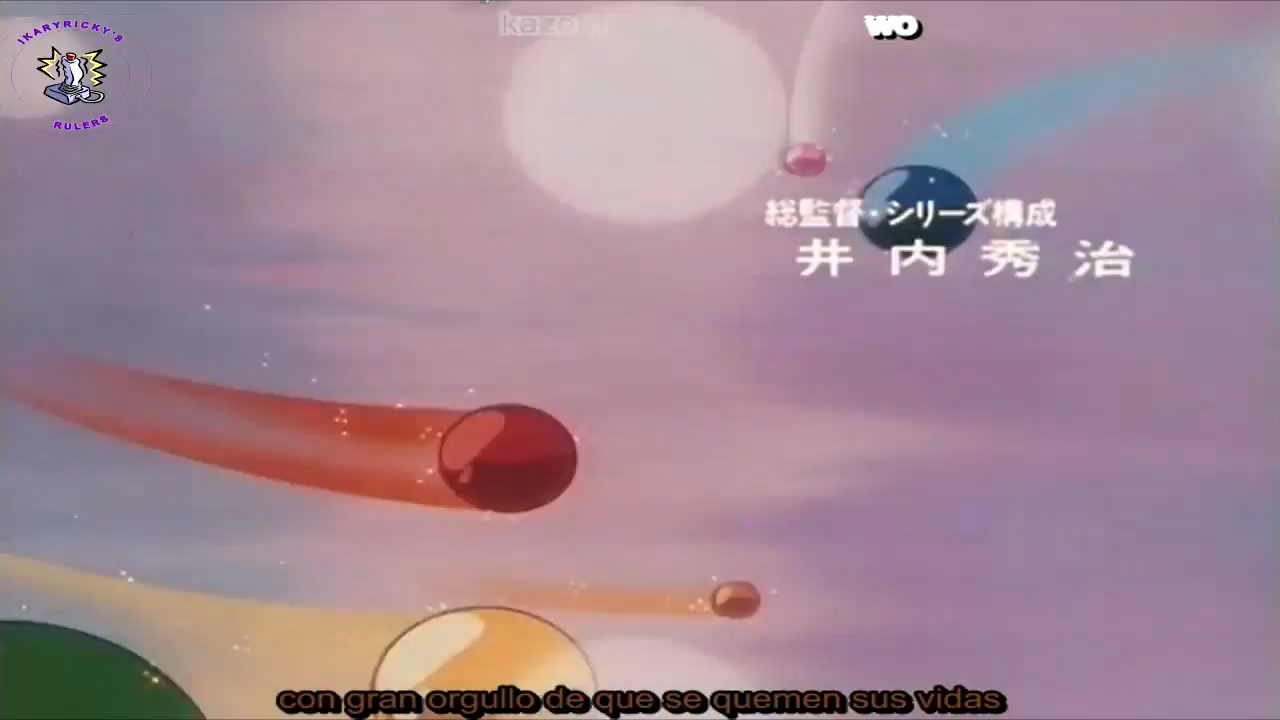 IKARYRICKY'S
RULERS
kaze
wo
総監督・シリーズ構成
井内秀治
con gran orgullo de que se quemen sus vidas